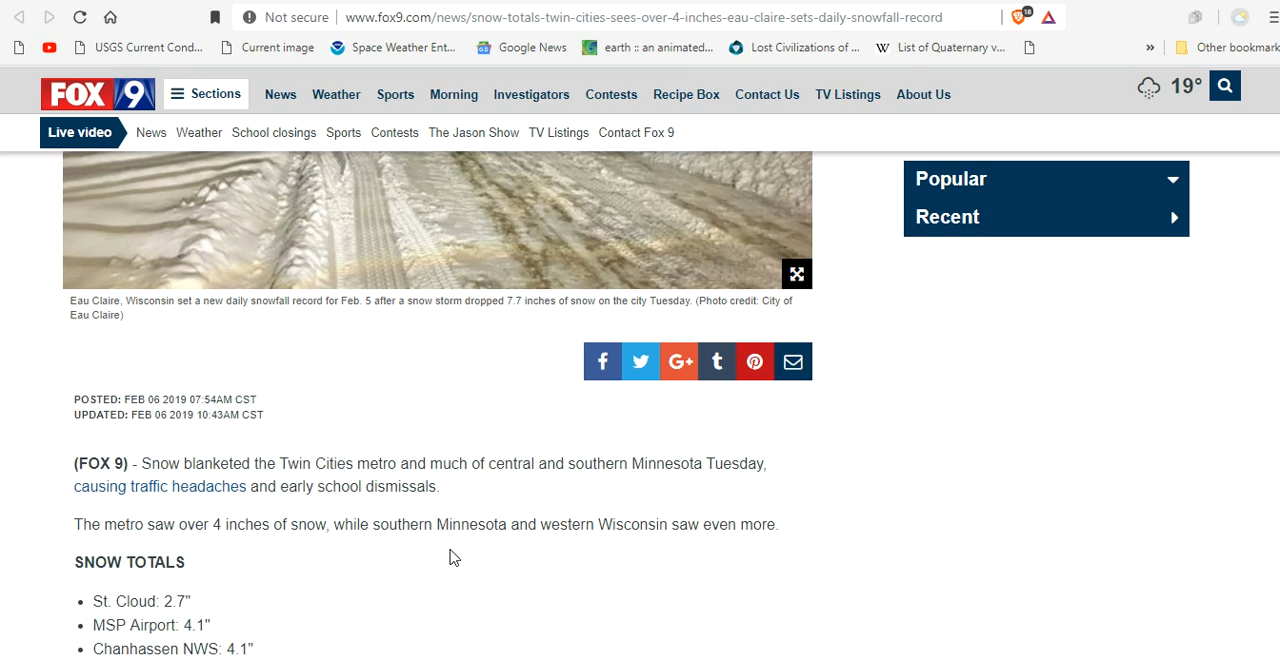 Not secure www.fox9.com/news/snow-totals-twin-cities-sees-over-4-inches-eau-claire-sets-daily-snowfall-record 18
USGS Current Cond... Current image Space Weather Ent... Google News earth :: an animated... Lost Civilizations of ... W List of Quaternary v... » Other bookmark
FOX 9 Sections News Weather Sports Morning Investigators Contests Recipe Box Contact Us TV Listings About Us 19°
Live video News Weather School closings Sports Contests The Jason Show TV Listings Contact Fox 9
Popular
Recent
Eau Claire, Wisconsin set a new daily snowfall record for Feb. 5 after a snow storm dropped 7.7 inches of snow on the city Tuesday. (Photo credit: City of
Eau Claire)
f G+ t
POSTED: FEB 06 2019 07:54AM CST
UPDATED: FEB 06 2019 10:43AM CST
(FOX 9) - Snow blanketed the Twin Cities metro and much of central and southern Minnesota Tuesday,
causing traffic headaches and early school dismissals.
The metro saw over 4 inches of snow, while southern Minnesota and western Wisconsin saw even more.
SNOW TOTALS
• St. Cloud: 2.7"
• MSP Airport: 4.1"
• Chanhassen NWS: 4.1"